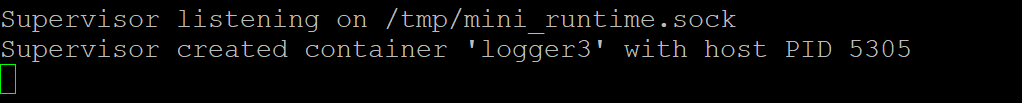 Supervisor listening on /tmp/mini_runtime.sock
Supervisor created container 'logger3' with host PID 5305